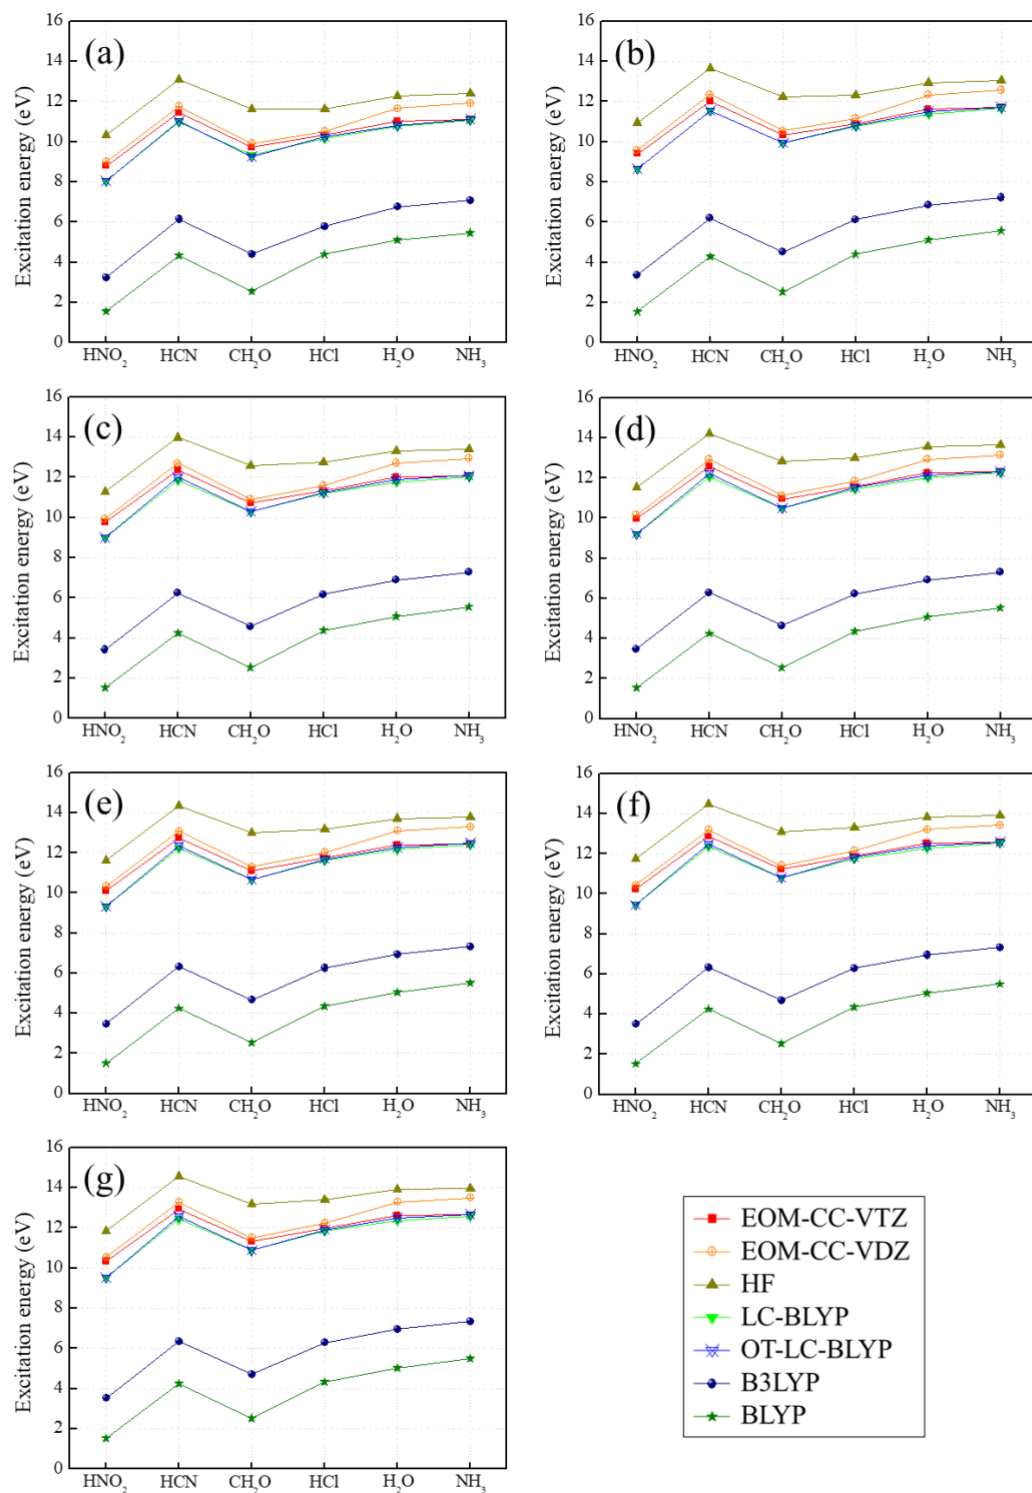 (a)
Excitation energy (eV)
16
14
12
10
8
6
4
2
0
HNO₂ HCN CH₂O HCl H₂O NH₃
(b)
Excitation energy (eV)
16
14
12
10
8
6
4
2
0
HNO₂ HCN CH₂O HCl H₂O NH₃
(c)
Excitation energy (eV)
16
14
12
10
8
6
4
2
0
HNO₂ HCN CH₂O HCl H₂O NH₃
(d)
Excitation energy (eV)
16
14
12
10
8
6
4
2
0
HNO₂ HCN CH₂O HCl H₂O NH₃
(e)
Excitation energy (eV)
16
14
12
10
8
6
4
2
0
HNO₂ HCN CH₂O HCl H₂O NH₃
(f)
Excitation energy (eV)
16
14
12
10
8
6
4
2
0
HNO₂ HCN CH₂O HCl H₂O NH₃
(g)
Excitation energy (eV)
16
14
12
10
8
6
4
2
0
HNO₂ HCN CH₂O HCl H₂O NH₃
EOM-CC-VTZ
EOM-CC-VDZ
HF
LC-BLYP
OT-LC-BLYP
B3LYP
BLYP